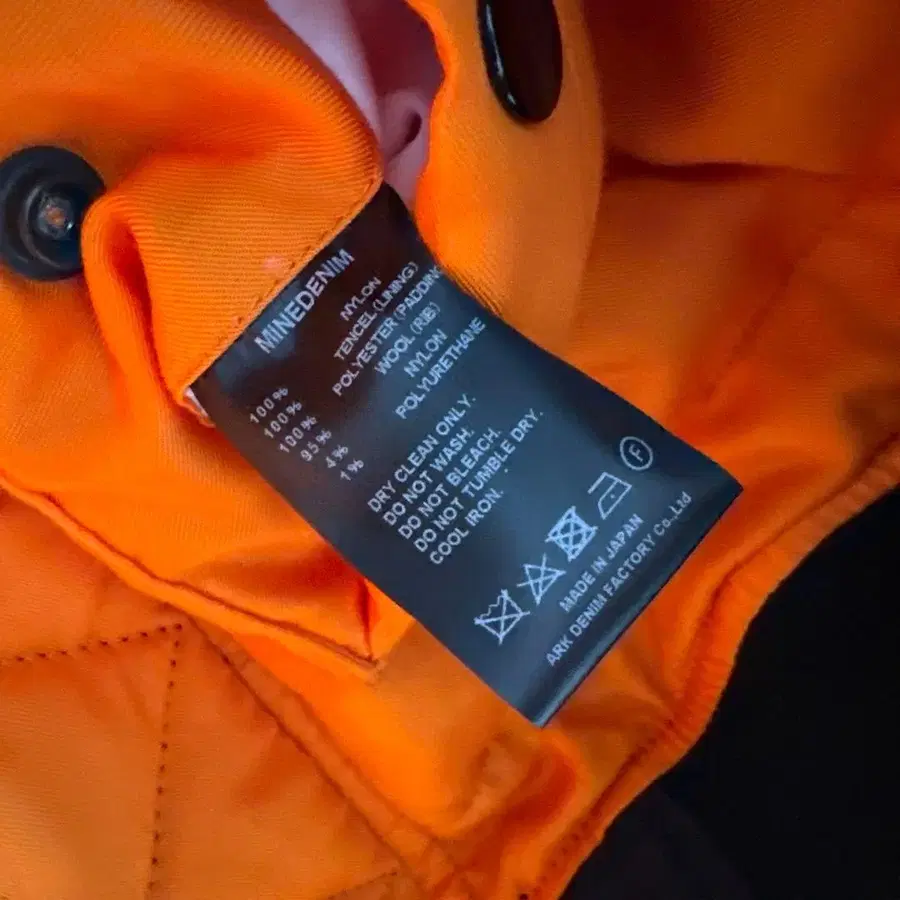 MINEDENIM
100% NYLON
100% TENCEL(LINING)
100% POLYESTER(PADDING
95% WOOL(RIB)
4% NYLON
1% POLYURETHANE
DRY CLEAN ONLY.
DO NOT WASH.
DO NOT BLEACH.
DO NOT TUMBLE DRY.
COOL IRON.
F
MADE IN JAPAN
ARK DENIM FACTORY Co.,Ltd